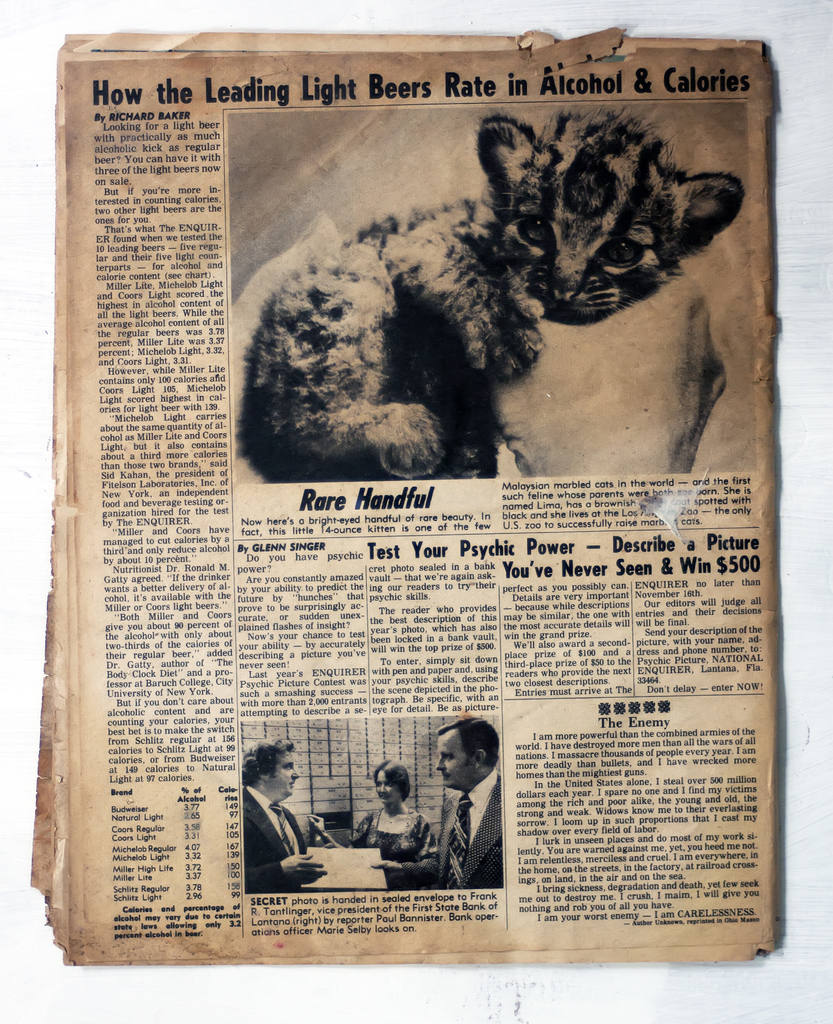 How the Leading Light Beers Rate in Alcohol & Calories
By RICHARD BAKER
Looking for a light beer
with practically as much
alcoholic kick as regular
beer? You can have it with
three of the light beers now
on sale.
But if you're more in-
terested in counting calories,
two other light beers are the
ones for you.
That's what The ENQUIR-
ER found when we tested the
10 leading beers — five regu-
lar and their five light coun-
terparts — for alcohol and
calorie content (see chart).
Miller Lite, Michelob Light
and Coors Light scored the
highest in alcohol content of
all the light beers. While the
average alcohol content of all
the regular beers was 3.78
percent, Miller Lite was 3.37
percent; Michelob Light, 3.32,
and Coors Light, 3.31.
However, while Miller Lite
contains only 100 calories and
Coors Light 105, Michelob
Light scored highest in cal-
ories for light beer with 139.
"Michelob Light carries
about the same quantity of al-
cohol as Miller Lite and Coors
Light, but it also contains
about a third more calories
than those two brands," said
Sid Kahan, the president of
Fitelson Laboratories, Inc. of
New York, an independent
food and beverage testing or-
ganization hired for the test
by The ENQUIRER.
"Miller and Coors have
managed to cut calories by a
third and only reduce alcohol
by about 10 percent."
Nutritionist Dr. Ronald M.
Gatty agreed. "If the drinker
wants a better delivery of al-
cohol, it's available with the
Miller or Coors light beers."
"Both Miller and Coors
give you about 90 percent of
the alcohol with only about
two-thirds of the calories of
their regular beer," added
Dr. Gatty, author of "The
Body Clock Diet" and a pro-
fessor at Baruch College, City
University of New York.
But if you don't care about
alcoholic content and are
counting your calories, your
best bet is to make the switch
from Schlitz regular at 156
calories to Schlitz Light at 99
calories, or from Budweiser
at 149 calories to Natural
Light at 97 calories.
Brand % of Alcohol Calo-ries
Budweiser 3.77 149
Natural Light 2.65 97
Coors Regular 3.58 147
Coors Light 3.31 105
Michelob Regular 4.07 167
Michelob Light 3.32 139
Miller High Life 3.72 150
Miller Lite 3.37 100
Schlitz Regular 3.78
Schlitz Light 2.96 99
Calories and percentage of
alcohol may vary due to certain
state laws allowing only 3.2
percent alcohol in beer.
Rare Handful
Now here's a bright-eyed handful of rare beauty. In
fact, this little 14-ounce kitten is one of the few
Malaysian marbled cats in the world — and the first
such feline whose parents were both born. She is
named Lima, has a brownish spotted with
black and she lives at the Los Zoo — the only
U.S. zoo to successfully raise marbled cats.
Test Your Psychic Power — Describe a Picture
You've Never Seen & Win $500
By GLENN SINGER
Do you have psychic
power?
Are you constantly amazed
by your ability to predict the
future by "hunches" that
prove to be surprisingly ac-
curate, or sudden unex-
plained flashes of insight?
Now's your chance to test
your ability — by accurately
describing a picture you've
never seen!
Last year's ENQUIRER
Psychic Picture Contest was
such a smashing success —
with more than 2,000 entrants
attempting to describe a se-
cret photo sealed in a bank
vault — that we're again ask-
ing our readers to try their
psychic skills.
The reader who provides
the best description of this
year's photo, which has also
been locked in a bank vault,
will win the top prize of $500.
To enter, simply sit down
with pen and paper and, using
your psychic skills, describe
the scene depicted in the pho-
tograph. Be specific, with an
eye for detail. Be as picture-
perfect as you possibly can.
Details are very important
— because while descriptions
may be similar, the one with
the most accurate details will
win the grand prize.
We'll also award a second-
place prize of $100 and a
third-place prize of $50 to the
readers who provide the next
two closest descriptions.
Entries must arrive at The
ENQUIRER no later than
November 16th.
Our editors will judge all
entries and their decisions
will be final.
Send your description of the
picture, with your name, ad-
dress and phone number, to:
Psychic Picture, NATIONAL
ENQUIRER, Lantana, Fla.
33464.
Don't delay — enter NOW!
SECRET photo is handed in sealed envelope to Frank
R. Tantlinger, vice president of the First State Bank of
Lantana (right) by reporter Paul Bannister. Bank oper-
ations officer Marie Selby looks on.
The Enemy
I am more powerful than the combined armies of the
world. I have destroyed more men than all the wars of all
nations. I massacre thousands of people every year. I am
more deadly than bullets, and I have wrecked more
homes than the mightiest guns.
In the United States alone, I steal over 500 million
dollars each year. I spare no one and I find my victims
among the rich and poor alike, the young and old, the
strong and weak. Widows know me to their everlasting
sorrow. I loom up in such proportions that I cast my
shadow over every field of labor.
I lurk in unseen places and do most of my work si-
lently. You are warned against me, yet, you heed me not.
I am relentless, merciless and cruel. I am everywhere, in
the home, on the streets, in the factory, at railroad cross-
ings, on land, in the air and on the sea.
I bring sickness, degradation and death, yet few seek
me out to destroy me. I crush, I maim, I will give you
nothing and rob you of all you have.
I am your worst enemy — I am CARELESSNESS.
— Author Unknown, reprinted in Ohio Mason